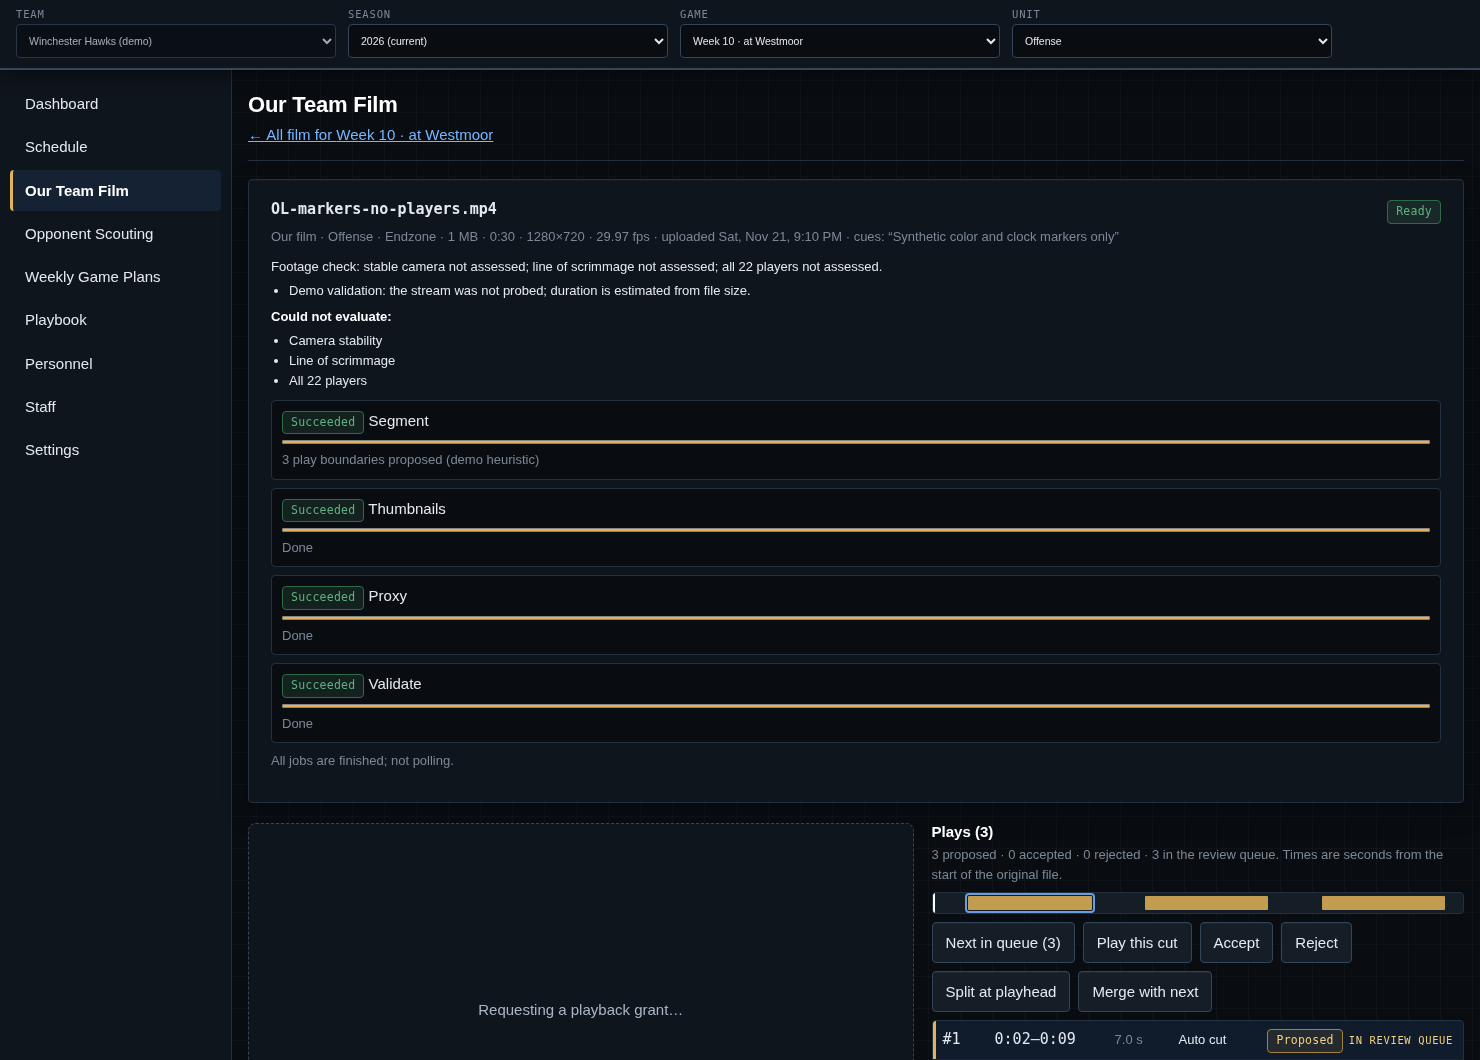 TEAM
SEASON
GAME
UNIT
Winchester Hawks (demo)
2026 (current)
Week 10 · at Westmoor
Offense
Dashboard
Schedule
Our Team Film
Opponent Scouting
Weekly Game Plans
Playbook
Personnel
Staff
Settings
Our Team Film
← All film for Week 10 · at Westmoor
OL-markers-no-players.mp4
Ready
Our film · Offense · Endzone · 1 MB · 0:30 · 1280×720 · 29.97 fps · uploaded Sat, Nov 21, 9:10 PM · cues: “Synthetic color and clock markers only”
Footage check: stable camera not assessed; line of scrimmage not assessed; all 22 players not assessed.
• Demo validation: the stream was not probed; duration is estimated from file size.
Could not evaluate:
• Camera stability
• Line of scrimmage
• All 22 players
Succeeded Segment
3 play boundaries proposed (demo heuristic)
Succeeded Thumbnails
Done
Succeeded Proxy
Done
Succeeded Validate
Done
All jobs are finished; not polling.
Requesting a playback grant…
Plays (3)
3 proposed · 0 accepted · 0 rejected · 3 in the review queue. Times are seconds from the
start of the original file.
Next in queue (3)
Play this cut
Accept
Reject
Split at playhead
Merge with next
#1 0:02–0:09 7.0 s Auto cut Proposed IN REVIEW QUEUE